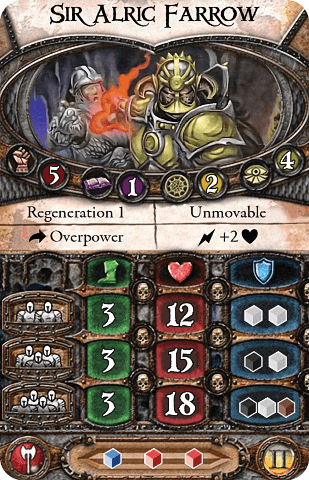 Sir Alric Farrow
5 1 2 4
Regeneration 1 Unmovable
Overpower +2
3 12
3 15
3 18
II